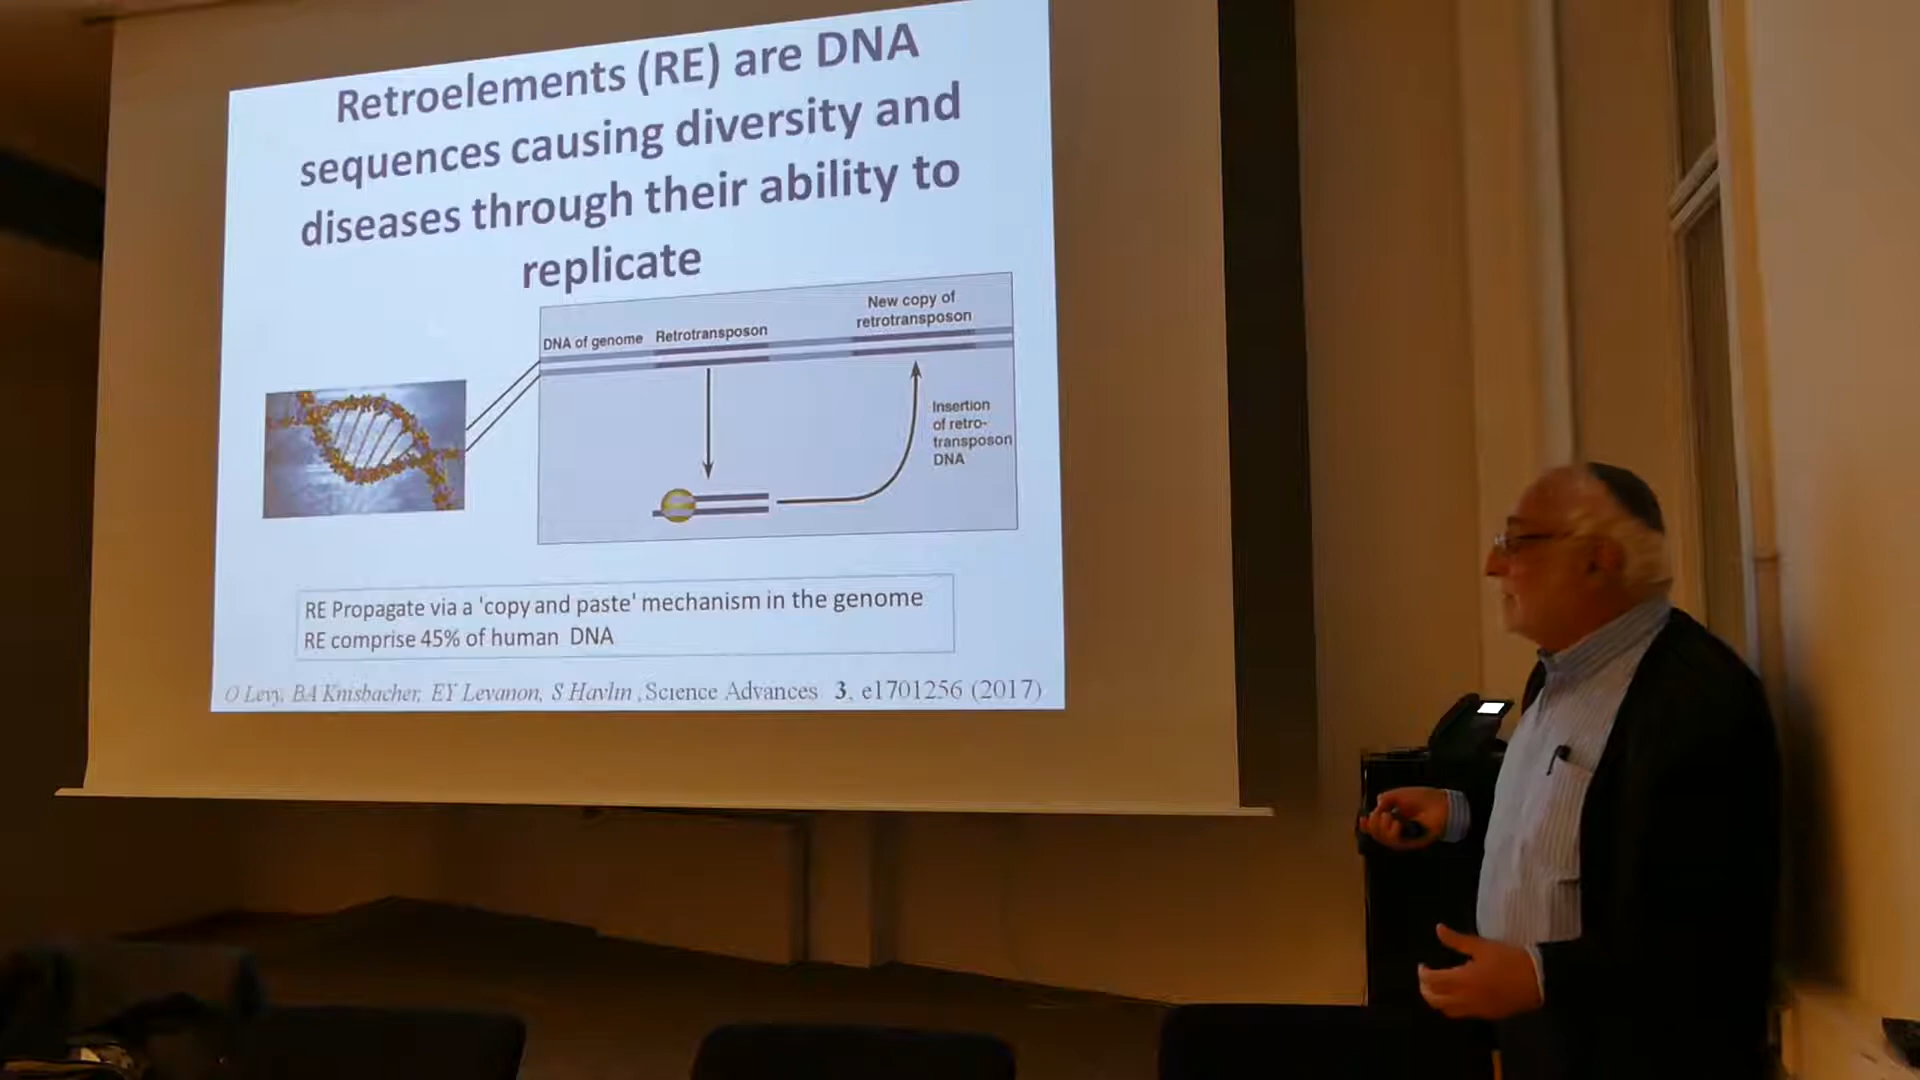 Retroelements (RE) are DNA
sequences causing diversity and
diseases through their ability to
replicate
New copy of
retrotransposon
DNA of genome
Retrotransposon
Insertion
of retro-
transposon
DNA
RE Propagate via a 'copy and paste' mechanism in the genome
RE comprise 45% of human DNA
O Levy, BA Knisbacher, EY Levanon, S Havlin , Science Advances 3, e1701256 (2017)